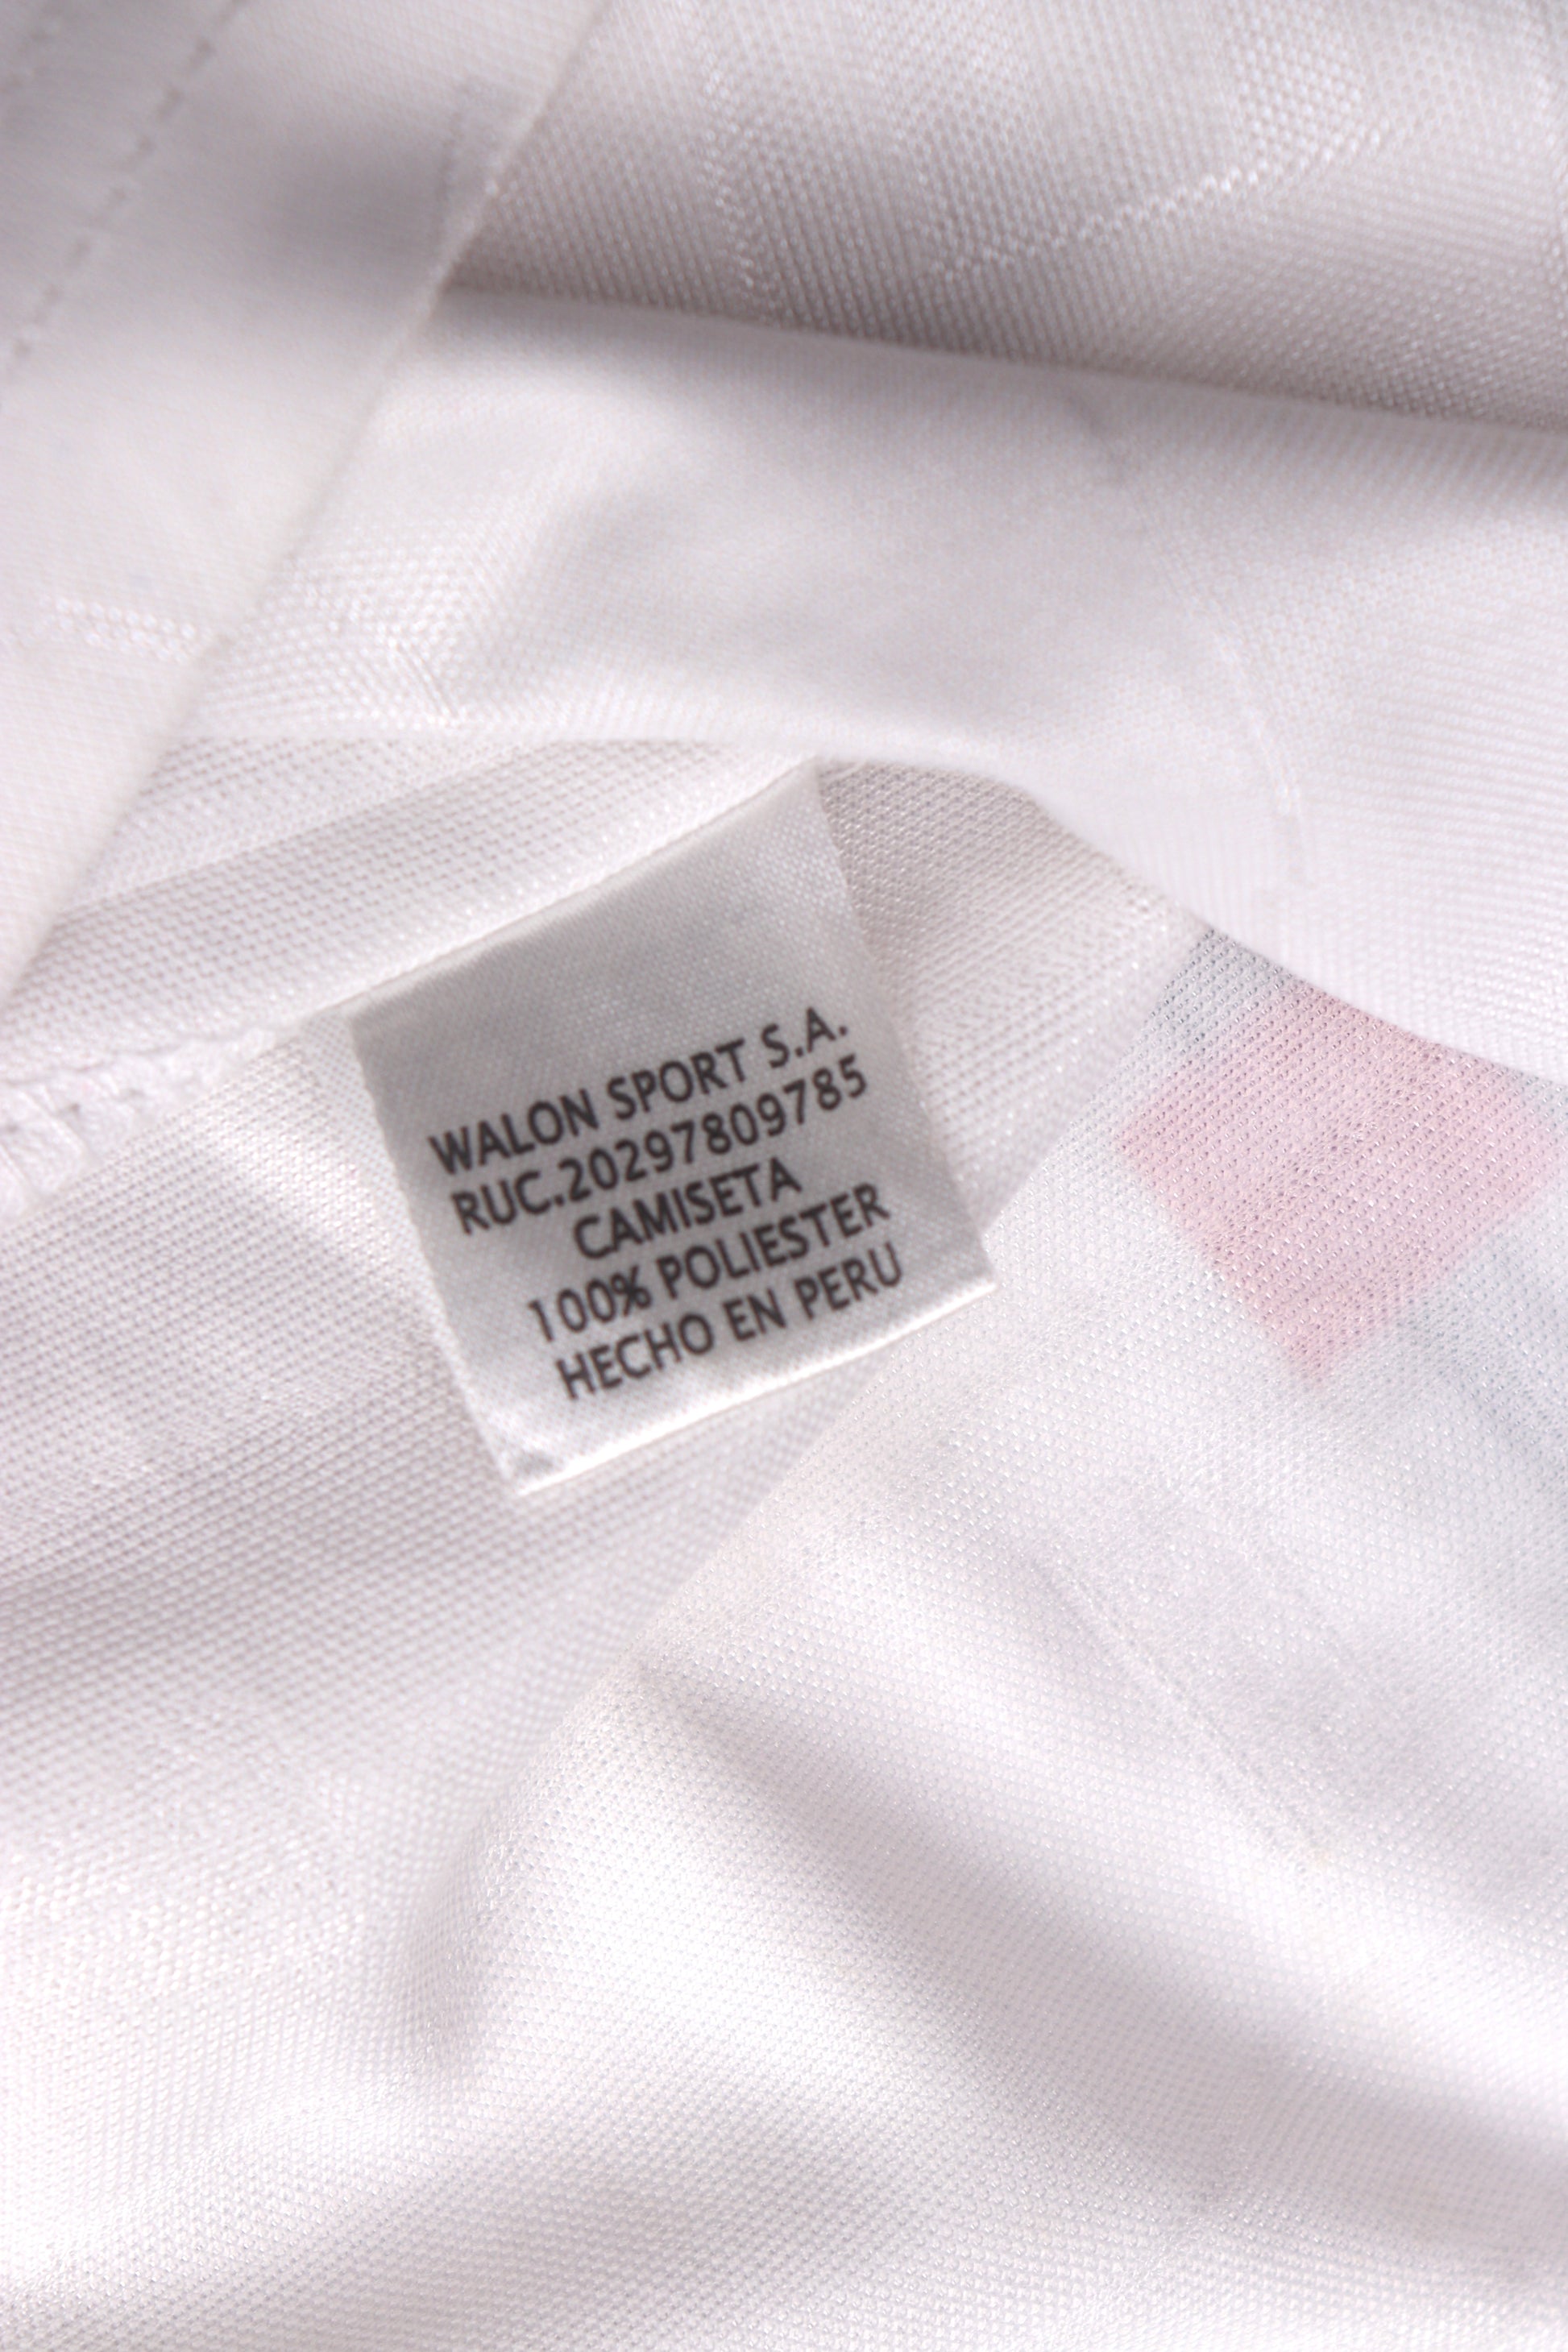 WALON SPORT S.A.
RUC.20297809785
CAMISETA
100% POLIESTER
HECHO EN PERU